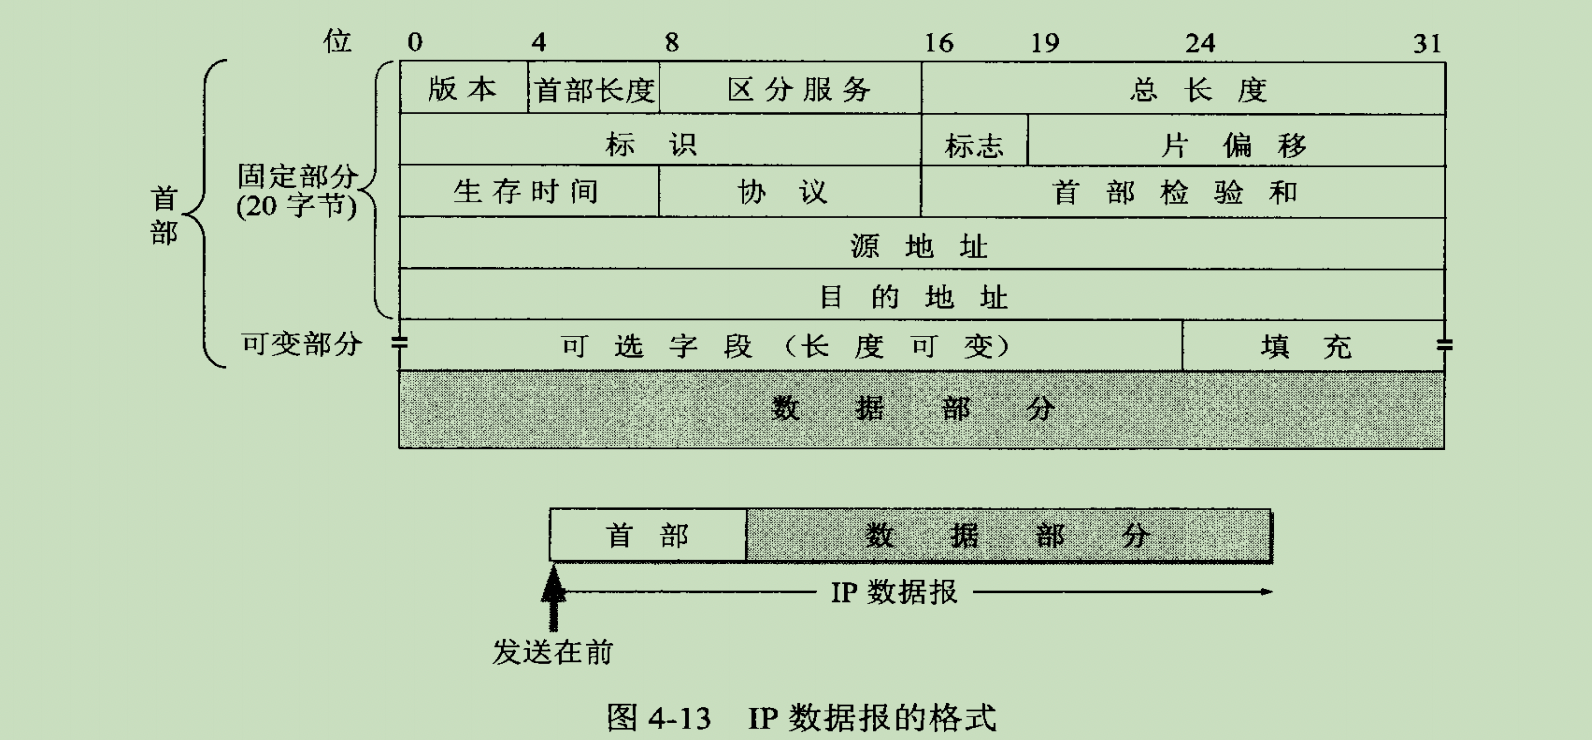 位 0 4 8 16 19 24 31
版本 首部长度 区分服务 总长度
标识 标志 片偏移
固定部分
(20 字节)
首部
生存时间 协议 首部检验和
源地址
目的地址
可变部分 可选字段（长度可变） 填充
数据部分
首部 数据部分
IP 数据报
发送在前
图 4-13 IP 数据报的格式